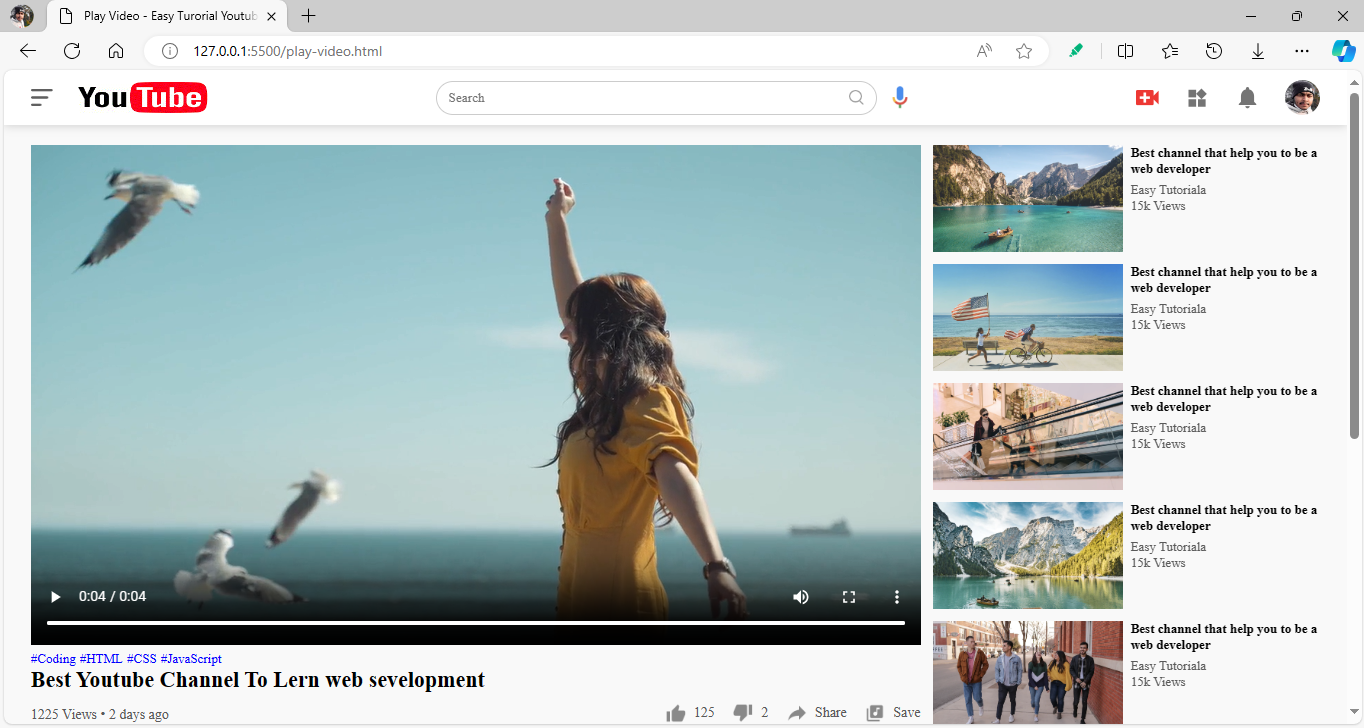 Play Video - Easy Turorial Youtub
127.0.0.1:5500/play-video.html
YouTube
Search
0:04 / 0:04
#Coding #HTML #CSS #JavaScript
Best Youtube Channel To Lern web sevelopment
1225 Views • 2 days ago
125
2
Share
Save
Best channel that help you to be a
web developer
Easy Tutoriala
15k Views
Best channel that help you to be a
web developer
Easy Tutoriala
15k Views
Best channel that help you to be a
web developer
Easy Tutoriala
15k Views
Best channel that help you to be a
web developer
Easy Tutoriala
15k Views
Best channel that help you to be a
web developer
Easy Tutoriala
15k Views